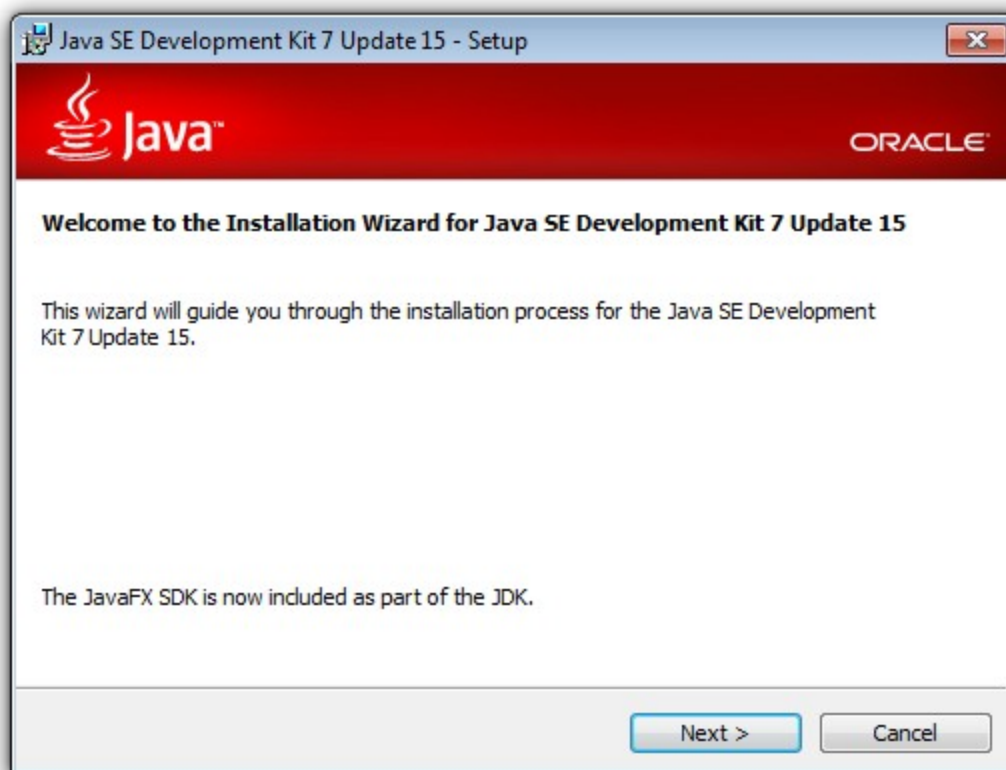 Java SE Development Kit 7 Update 15 - Setup
Java™
ORACLE®
Welcome to the Installation Wizard for Java SE Development Kit 7 Update 15
This wizard will guide you through the installation process for the Java SE Development
Kit 7 Update 15.
The JavaFX SDK is now included as part of the JDK.
Next >
Cancel